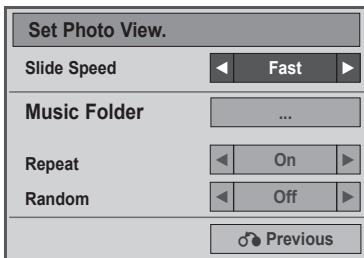 Set Photo View.
Slide Speed ◀ Fast ▶
Music Folder ...
Repeat ◀ On ▶
Random ◀ Off ▶
Previous